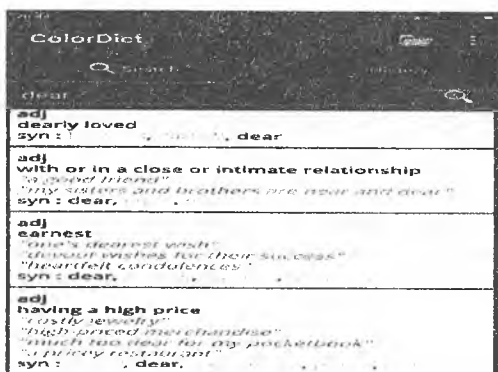 ColorDict
Search
dear
adj
dearly loved
syn : , dear
adj
with or in a close or intimate relationship
"a good friend"
"my sisters and brothers are near and dear"
syn : dear,
adj
earnest
"one's dearest wish"
"devout wishes for their success"
"heartfelt condolences"
syn : dear,
adj
having a high price
"costly jewelry"
"high-priced merchandise"
"much too dear for my pocketbook"
"a pricey restaurant"
syn : , dear,